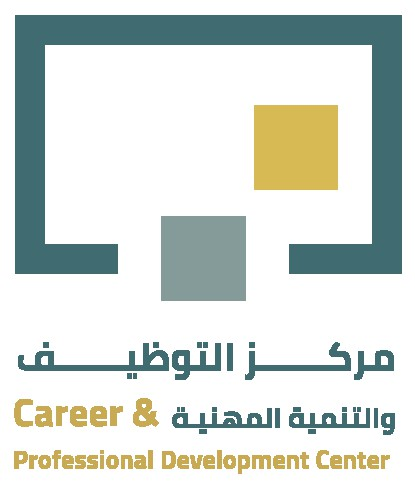 مركز التوظيف
والتنمية المهنية
Career &
Professional Development Center